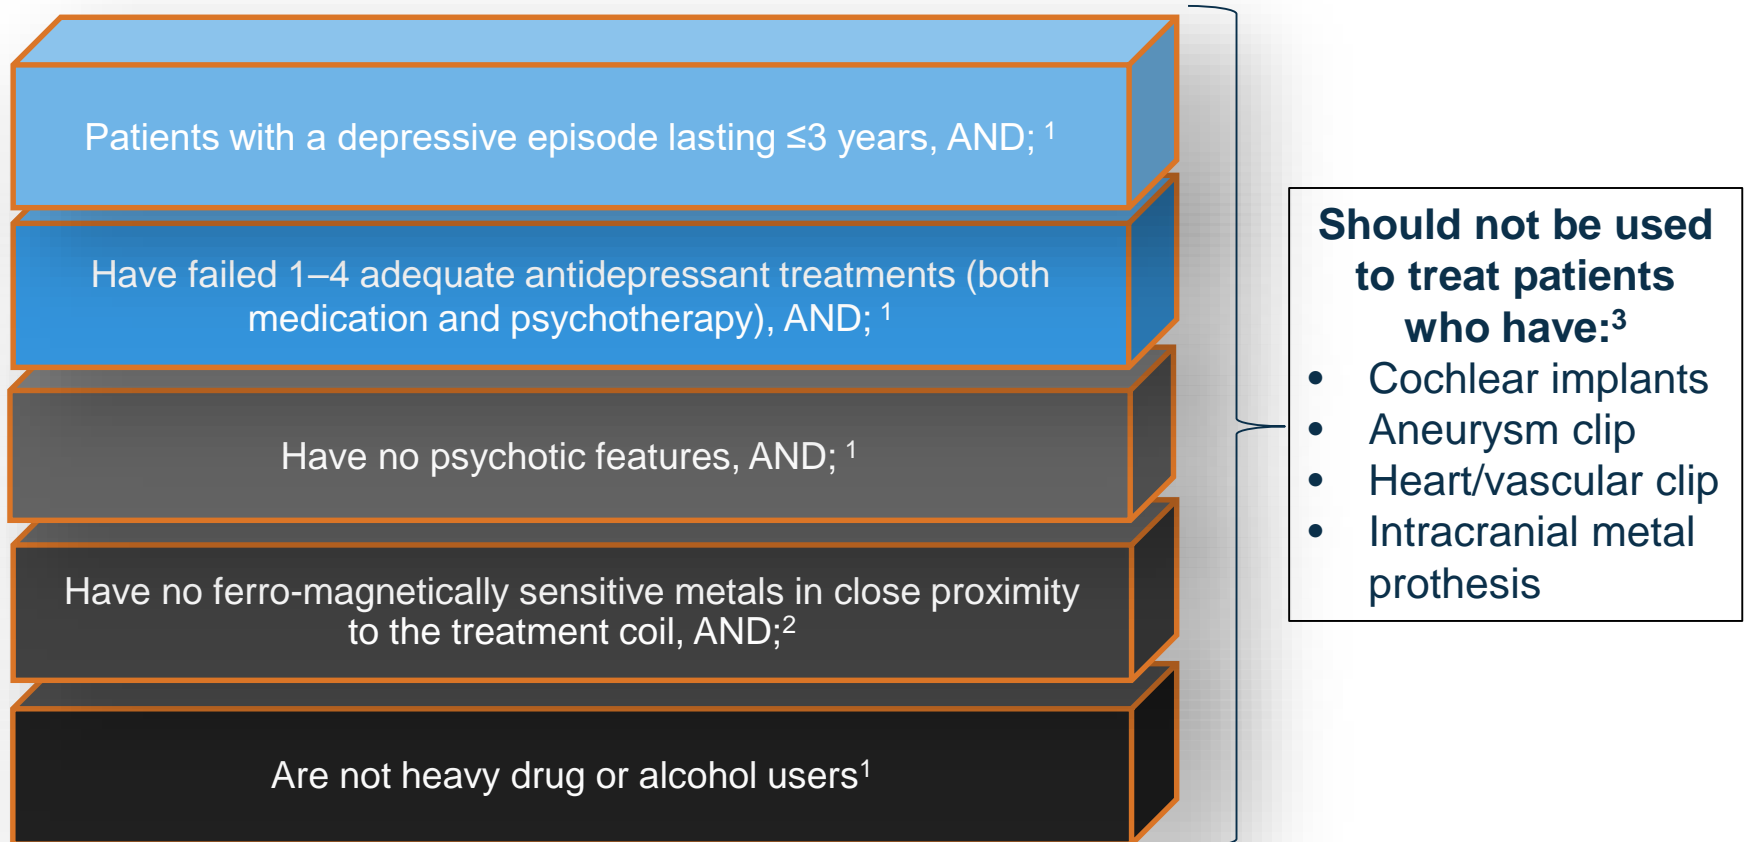 Patients with a depressive episode lasting ≤3 years, AND; 1
Have failed 1–4 adequate antidepressant treatments (both
medication and psychotherapy), AND; 1
Have no psychotic features, AND; 1
Have no ferro-magnetically sensitive metals in close proximity
to the treatment coil, AND;2
Are not heavy drug or alcohol users1
Should not be used
to treat patients
who have:3
• Cochlear implants
• Aneurysm clip
• Heart/vascular clip
• Intracranial metal
prothesis